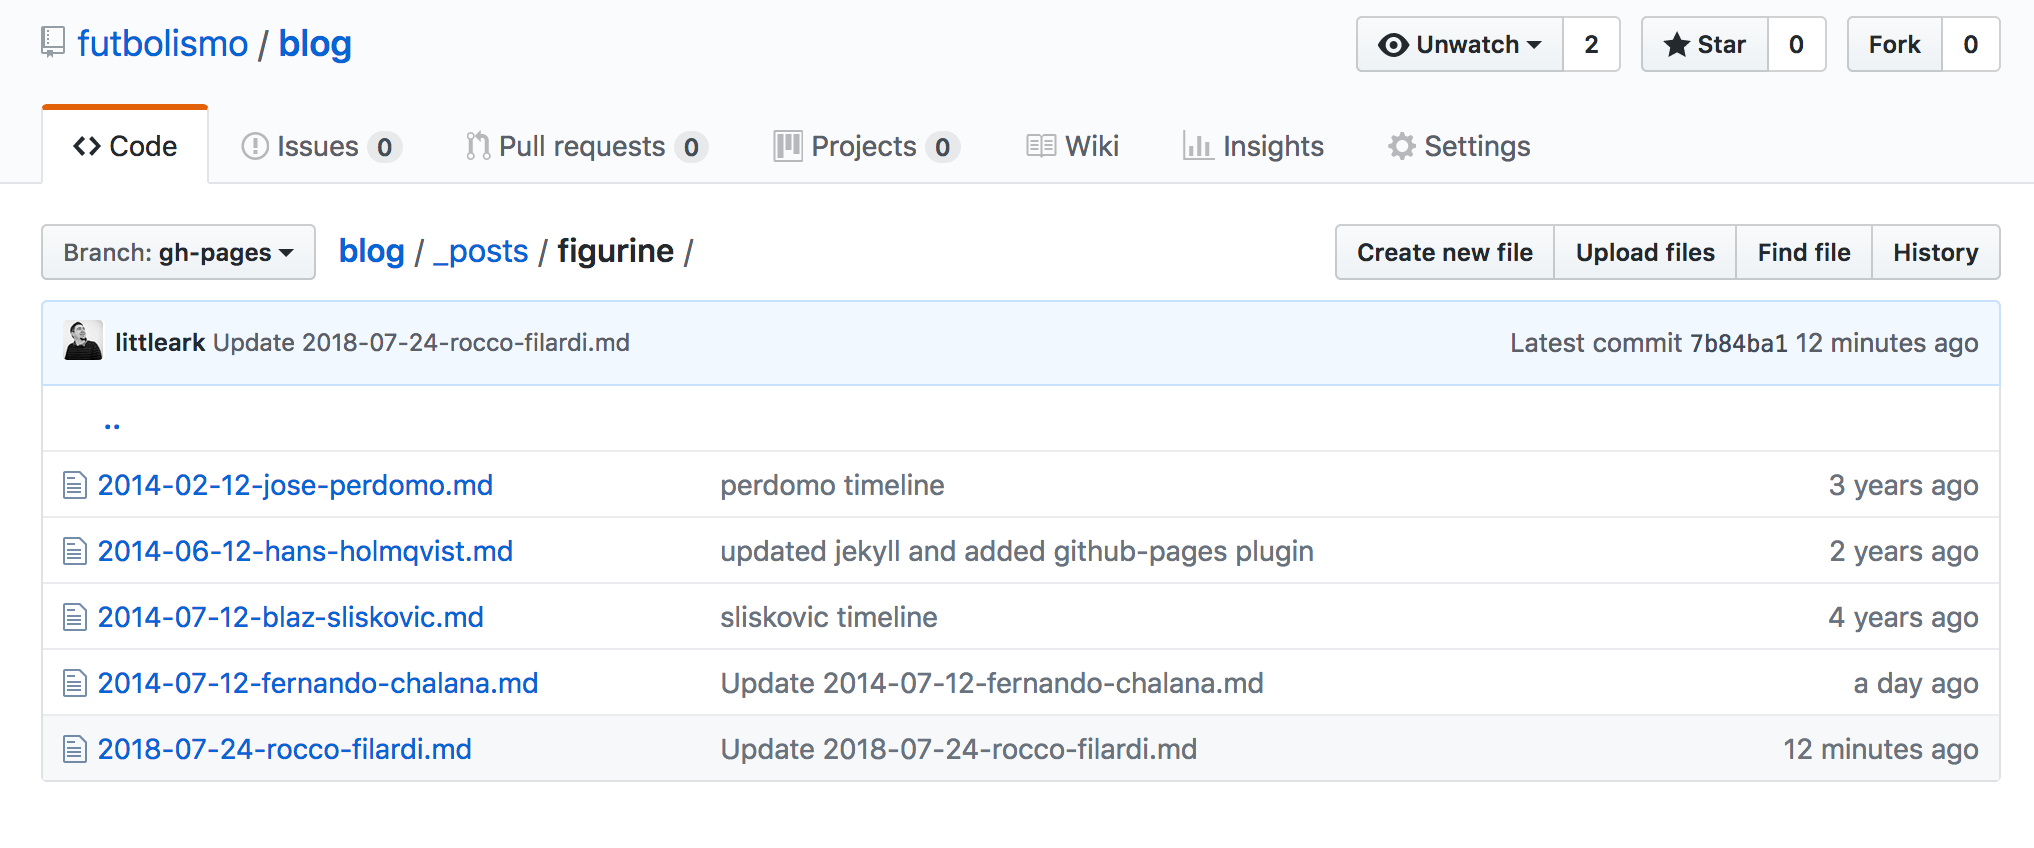 futbolismo / blog Unwatch 2 Star 0 Fork 0
Code Issues 0 Pull requests 0 Projects 0 Wiki Insights Settings
Branch: gh-pages blog / _posts / figurine / Create new file Upload files Find file History
littleark Update 2018-07-24-rocco-filardi.md Latest commit 7b84ba1 12 minutes ago
..
2014-02-12-jose-perdomo.md perdomo timeline 3 years ago
2014-06-12-hans-holmqvist.md updated jekyll and added github-pages plugin 2 years ago
2014-07-12-blaz-sliskovic.md sliskovic timeline 4 years ago
2014-07-12-fernando-chalana.md Update 2014-07-12-fernando-chalana.md a day ago
2018-07-24-rocco-filardi.md Update 2018-07-24-rocco-filardi.md 12 minutes ago